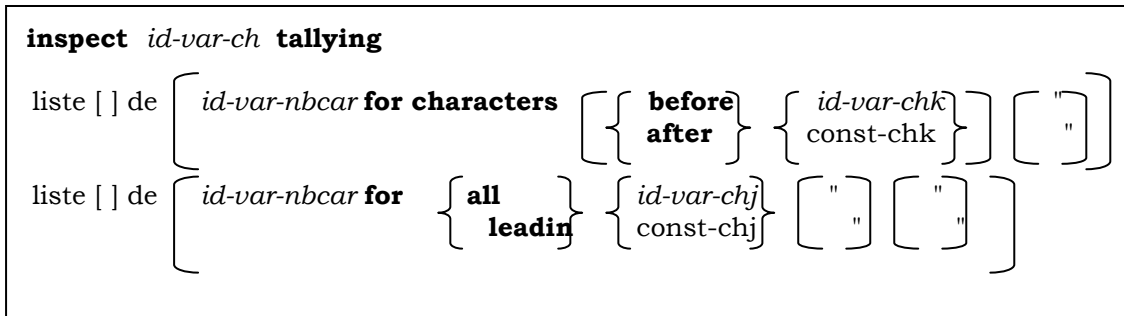 inspect id-var-ch tallying
liste [ ] de id-var-nbcar for characters before id-var-chk "
after const-chk "
liste [ ] de id-var-nbcar for all id-var-chj " "
leadin const-chj " "